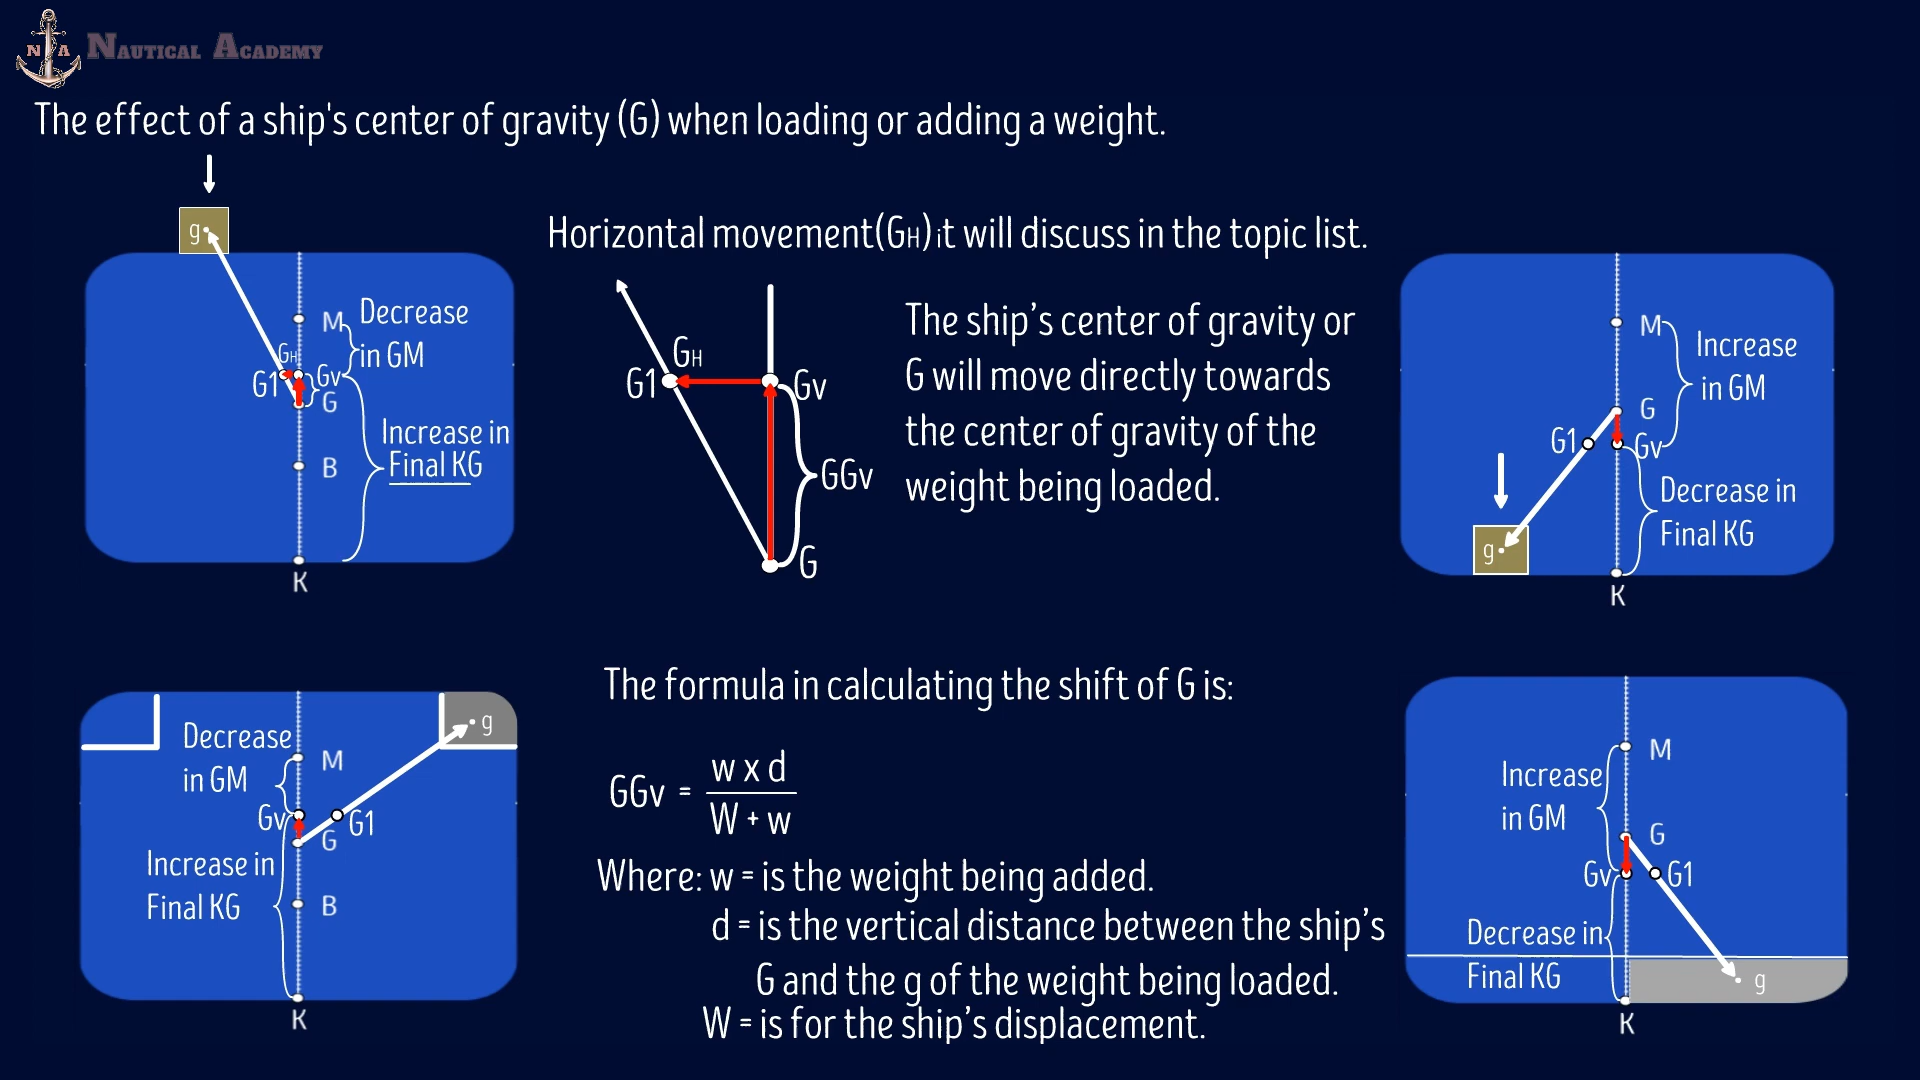 N A Nautical Academy
The effect of a ship's center of gravity (G) when loading or adding a weight.
g
M
Decrease
in GM
GH
G1
Gv
G
Increase in
Final KG
B
K
Horizontal movement(GH) it will discuss in the topic list.
GH
G1
Gv
GGv
G
The ship's center of gravity or
G will move directly towards
the center of gravity of the
weight being loaded.
M
Increase
in GM
G
G1
Gv
Decrease in
Final KG
g
K
Decrease
in GM
M
g
Gv
G1
G
Increase in
Final KG
B
K
The formula in calculating the shift of G is:
w x d
GGv =
W + w
Where: w = is the weight being added.
d = is the vertical distance between the ship's
G and the g of the weight being loaded.
W = is for the ship's displacement.
M
Increase
in GM
G
Gv
G1
Decrease in
Final KG
g
K